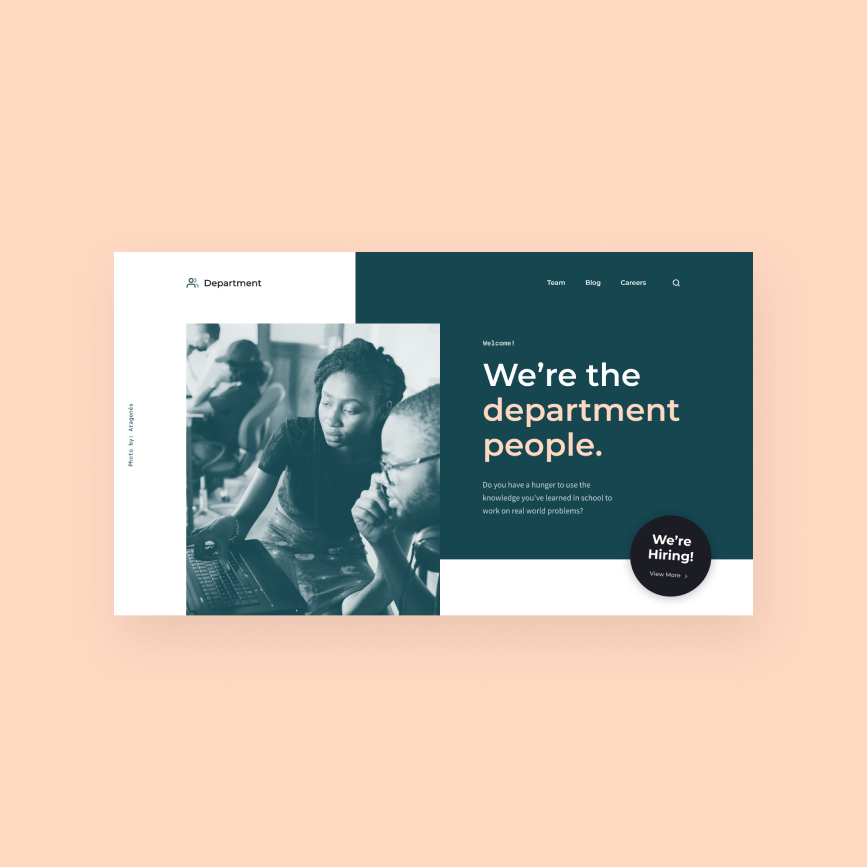 Department
Team
Blog
Careers
Photo by: Aragonés
Welcome!
We’re the
department
people.
Do you have a hunger to use the
knowledge you’ve learned in school to
work on real world problems?
We’re
Hiring!
View More